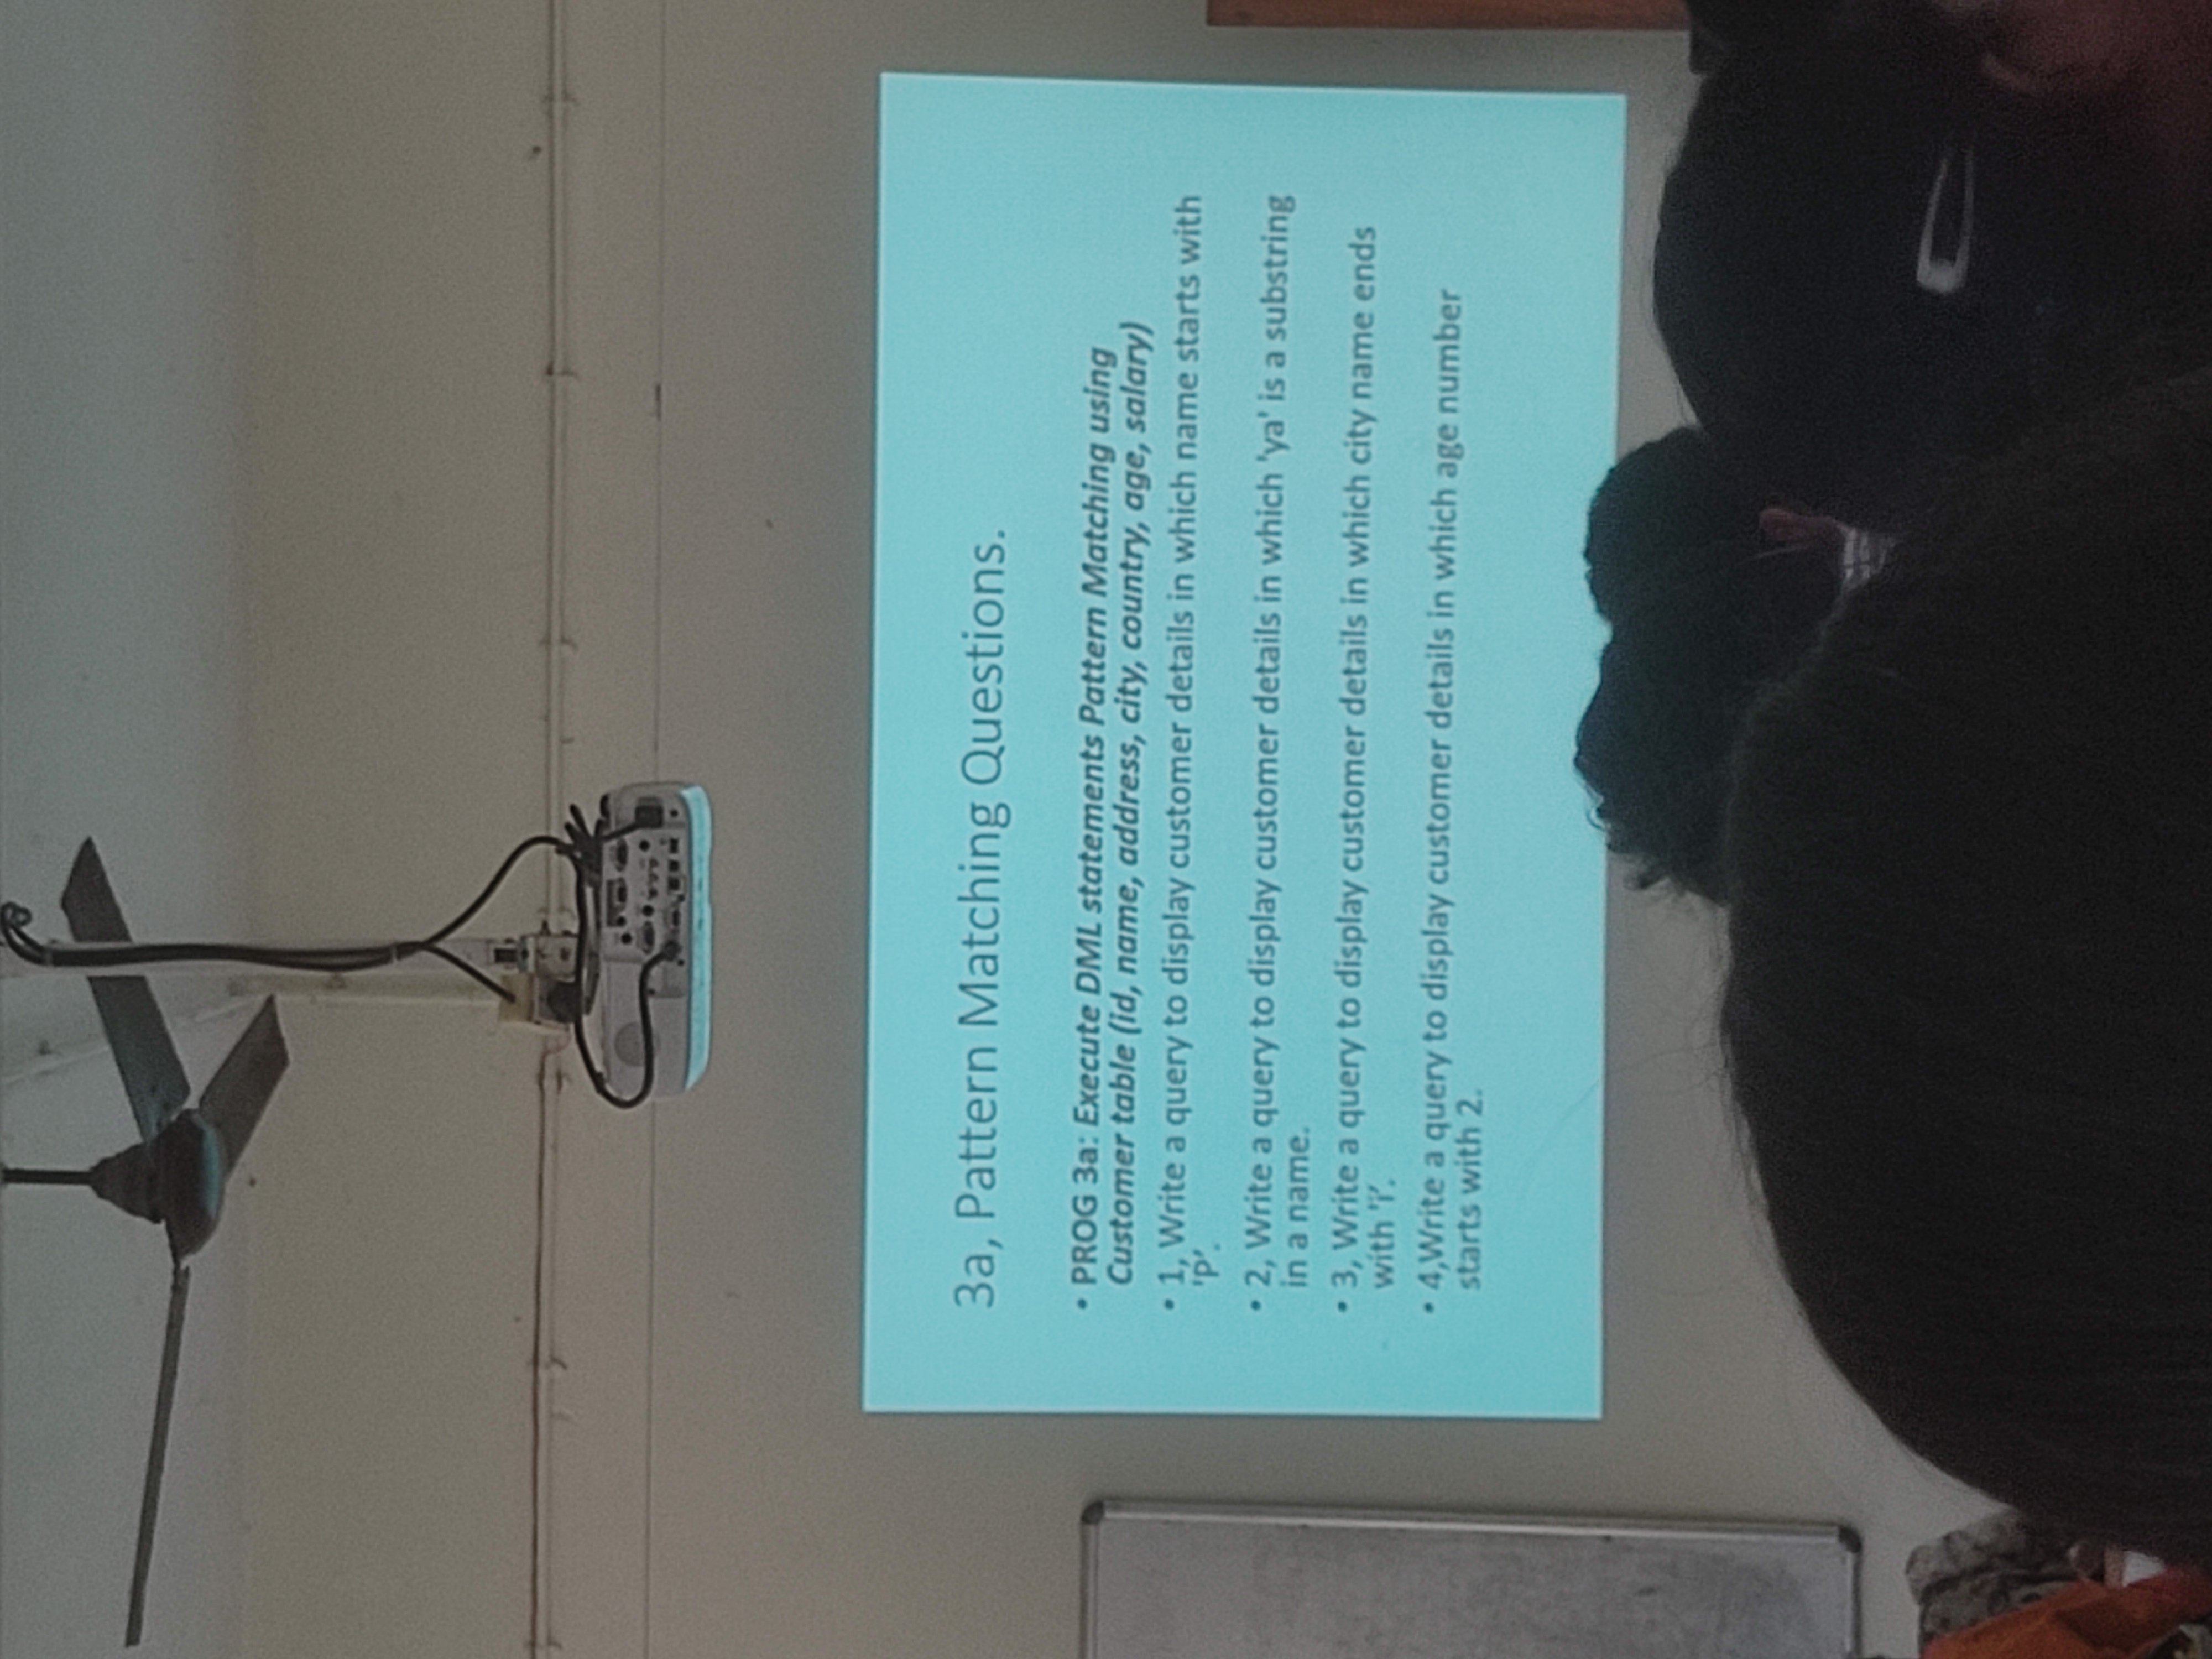 3a, Pattern Matching Questions.
• PROG 3a: Execute DML statements Pattern Matching using
Customer table (id, name, address, city, country, age, salary)
• 1, Write a query to display customer details in which name starts with
'P'.
• 2, Write a query to display customer details in which 'ya' is a substring
in a name.
• 3, Write a query to display customer details in which city name ends
with 'i'.
• 4,Write a query to display customer details in which age number
starts with 2.